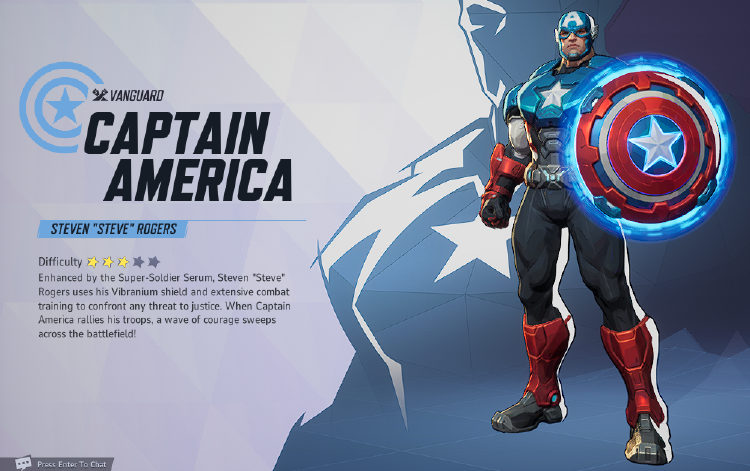 VANGUARD
CAPTAIN
AMERICA
STEVEN "STEVE" ROGERS
Difficulty
Enhanced by the Super-Soldier Serum, Steven "Steve"
Rogers uses his Vibranium shield and extensive combat
training to confront any threat to justice. When Captain
America rallies his troops, a wave of courage sweeps
across the battlefield!
A
Press Enter To Chat